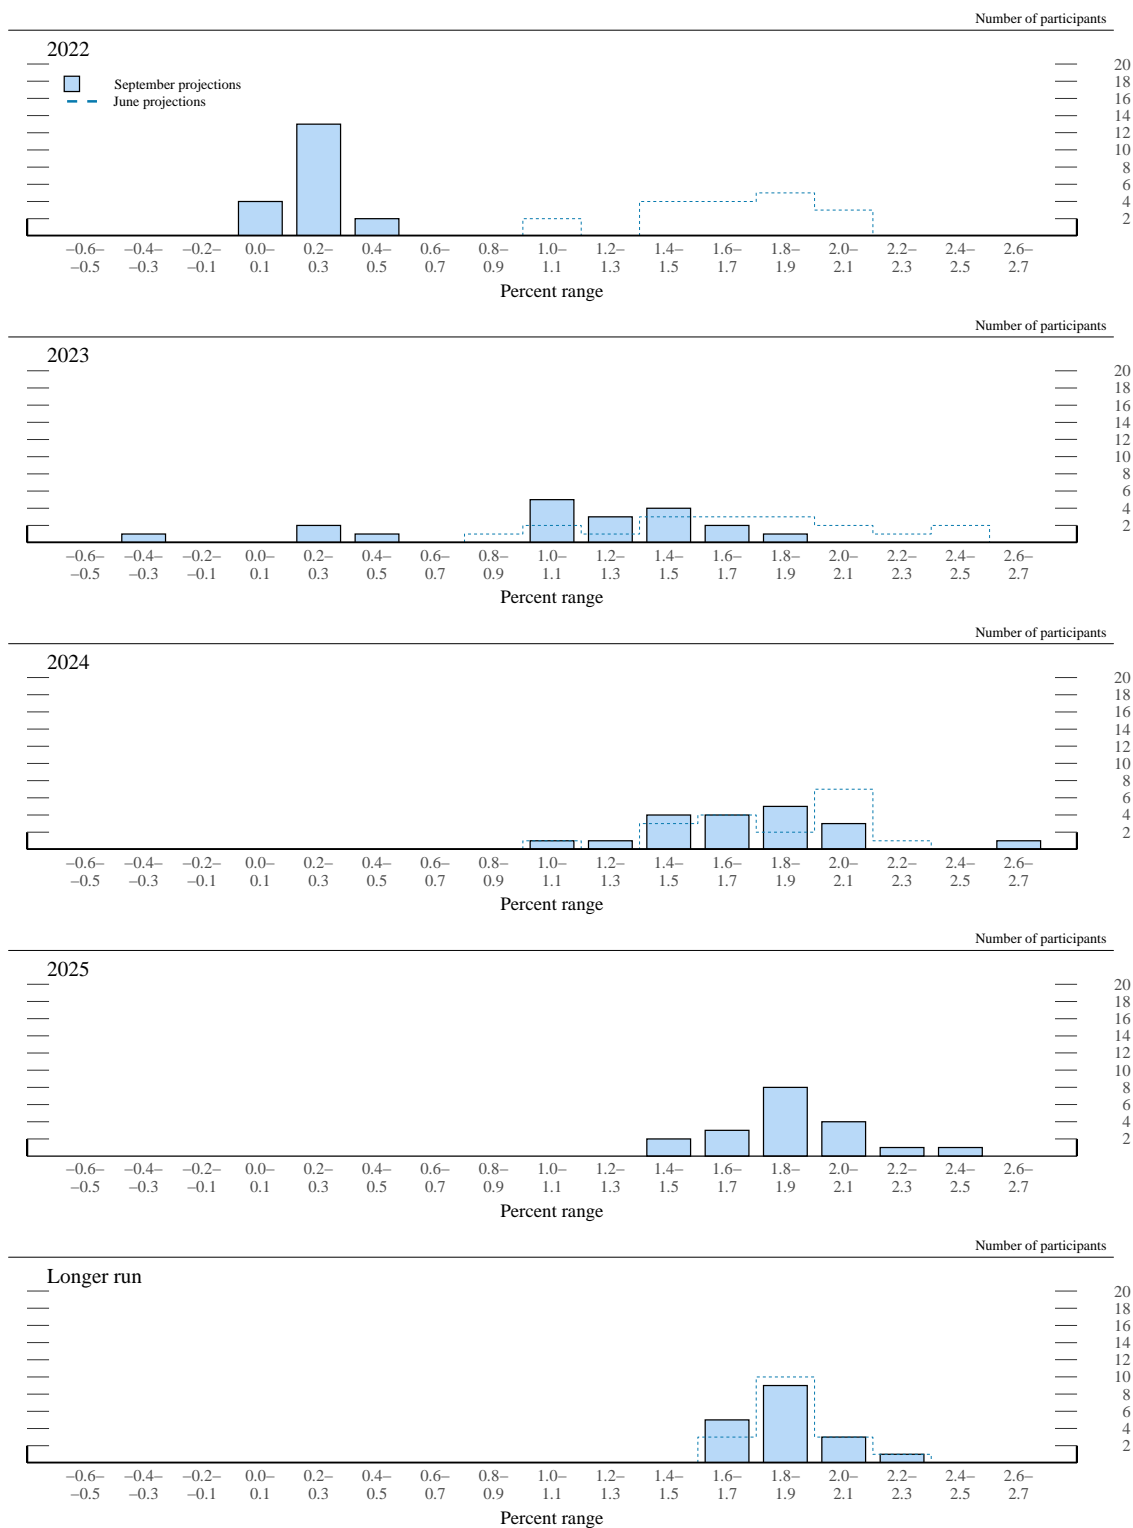 Number of participants
2022
September projections
June projections
20
18
16
14
12
10
8
6
4
2
–0.6– –0.4– –0.2– 0.0– 0.2– 0.4– 0.6– 0.8– 1.0– 1.2– 1.4– 1.6– 1.8– 2.0– 2.2– 2.4– 2.6–
–0.5 –0.3 –0.1 0.1 0.3 0.5 0.7 0.9 1.1 1.3 1.5 1.7 1.9 2.1 2.3 2.5 2.7
Percent range
Number of participants
2023
20
18
16
14
12
10
8
6
4
2
–0.6– –0.4– –0.2– 0.0– 0.2– 0.4– 0.6– 0.8– 1.0– 1.2– 1.4– 1.6– 1.8– 2.0– 2.2– 2.4– 2.6–
–0.5 –0.3 –0.1 0.1 0.3 0.5 0.7 0.9 1.1 1.3 1.5 1.7 1.9 2.1 2.3 2.5 2.7
Percent range
Number of participants
2024
20
18
16
14
12
10
8
6
4
2
–0.6– –0.4– –0.2– 0.0– 0.2– 0.4– 0.6– 0.8– 1.0– 1.2– 1.4– 1.6– 1.8– 2.0– 2.2– 2.4– 2.6–
–0.5 –0.3 –0.1 0.1 0.3 0.5 0.7 0.9 1.1 1.3 1.5 1.7 1.9 2.1 2.3 2.5 2.7
Percent range
Number of participants
2025
20
18
16
14
12
10
8
6
4
2
–0.6– –0.4– –0.2– 0.0– 0.2– 0.4– 0.6– 0.8– 1.0– 1.2– 1.4– 1.6– 1.8– 2.0– 2.2– 2.4– 2.6–
–0.5 –0.3 –0.1 0.1 0.3 0.5 0.7 0.9 1.1 1.3 1.5 1.7 1.9 2.1 2.3 2.5 2.7
Percent range
Number of participants
Longer run
20
18
16
14
12
10
8
6
4
2
–0.6– –0.4– –0.2– 0.0– 0.2– 0.4– 0.6– 0.8– 1.0– 1.2– 1.4– 1.6– 1.8– 2.0– 2.2– 2.4– 2.6–
–0.5 –0.3 –0.1 0.1 0.3 0.5 0.7 0.9 1.1 1.3 1.5 1.7 1.9 2.1 2.3 2.5 2.7
Percent range